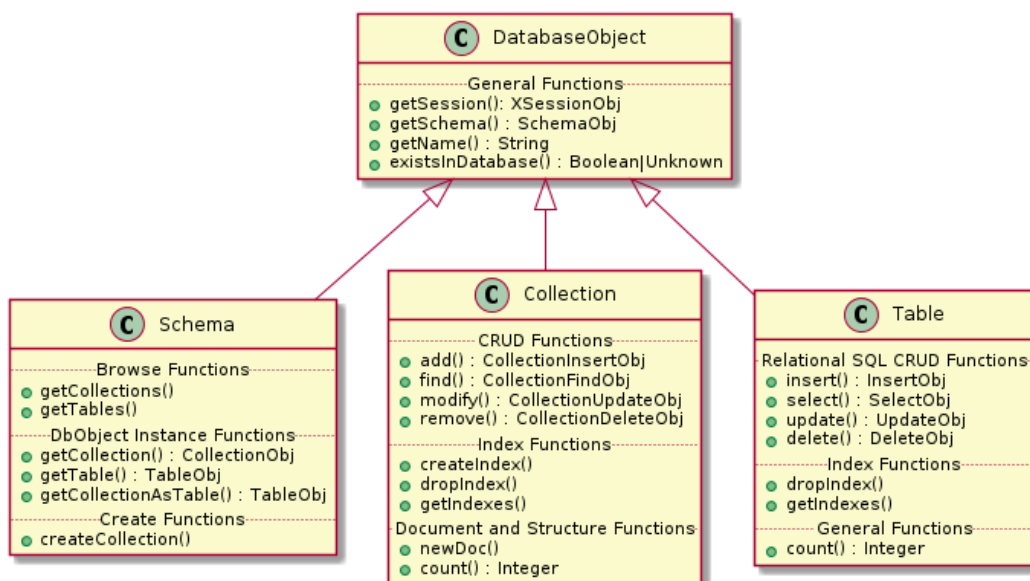 C DatabaseObject
General Functions
getSession(): XSessionObj
getSchema() : SchemaObj
getName() : String
existsInDatabase() : Boolean|Unknown
C Schema
Browse Functions
getCollections()
getTables()
DbObject Instance Functions
getCollection() : CollectionObj
getTable() : TableObj
getCollectionAsTable() : TableObj
Create Functions
createCollection()
C Collection
CRUD Functions
add() : CollectionInsertObj
find() : CollectionFindObj
modify() : CollectionUpdateObj
remove() : CollectionDeleteObj
Index Functions
createIndex()
dropIndex()
getIndexes()
Document and Structure Functions
newDoc()
count() : Integer
C Table
Relational SQL CRUD Functions
insert() : InsertObj
select() : SelectObj
update() : UpdateObj
delete() : DeleteObj
Index Functions
dropIndex()
getIndexes()
General Functions
count() : Integer